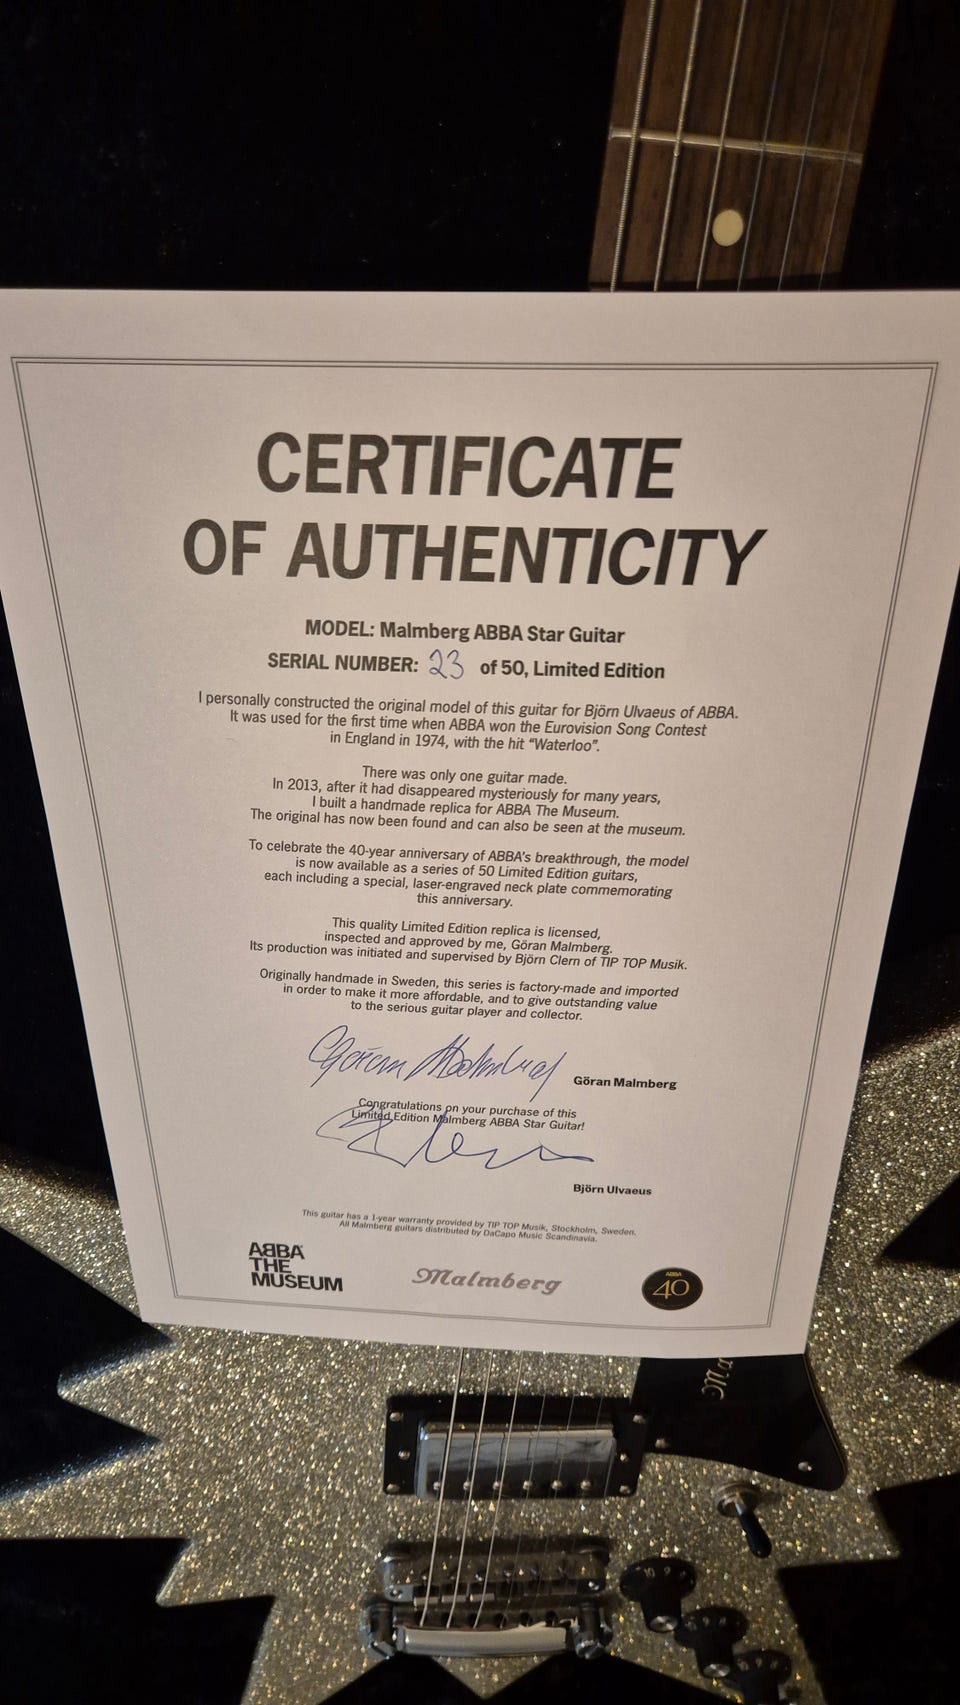 CERTIFICATE
OF AUTHENTICITY
MODEL: Malmberg ABBA Star Guitar
SERIAL NUMBER: 23 of 50, Limited Edition
I personally constructed the original model of this guitar for Björn Ulvaeus of ABBA.
It was used for the first time when ABBA won the Eurovision Song Contest
in England in 1974, with the hit “Waterloo”.
There was only one guitar made.
In 2013, after it had disappeared mysteriously for many years,
I built a handmade replica for ABBA The Museum.
The original has now been found and can also be seen at the museum.
To celebrate the 40-year anniversary of ABBA's breakthrough, the model
is now available as a series of 50 Limited Edition guitars,
each including a special, laser-engraved neck plate commemorating
this anniversary.
This quality Limited Edition replica is licensed,
inspected and approved by me, Göran Malmberg.
Its production was initiated and supervised by Björn Clern of TIP TOP Musik.
Originally handmade in Sweden, this series is factory-made and imported
in order to make it more affordable, and to give outstanding value
to the serious guitar player and collector.
Göran Malmberg
Göran Malmberg
Congratulations on your purchase of this
Limited Edition Malmberg ABBA Star Guitar!
Björn Ulvaeus
This guitar has a 1-year warranty provided by TIP TOP Musik, Stockholm, Sweden.
All Malmberg guitars distributed by DaCapo Music Scandinavia.
ABBA
THE
MUSEUM
Malmberg
ABBA
40
Ma
10 9